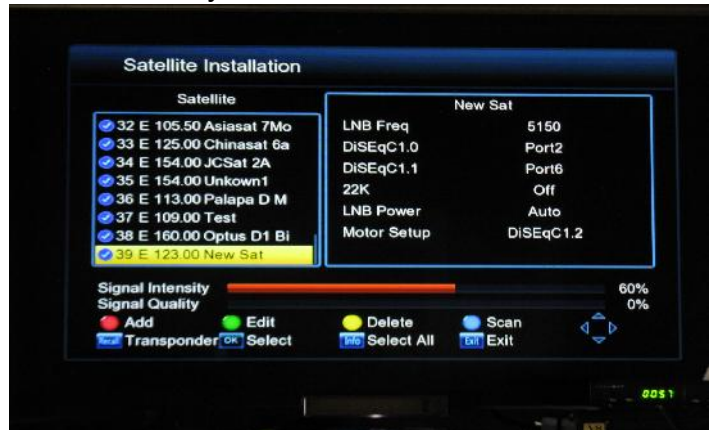 Satellite Installation
Satellite
32 E 105.50 Asiasat 7Mo
33 E 125.00 Chinasat 6a
34 E 154.00 JCSat 2A
35 E 154.00 Unkown1
36 E 113.00 Palapa D M
37 E 109.00 Test
38 E 160.00 Optus D1 Bi
39 E 123.00 New Sat
New Sat
LNB Freq 5150
DiSEqC1.0 Port2
DiSEqC1.1 Port6
22K Off
LNB Power Auto
Motor Setup DiSEqC1.2
Signal Intensity 60%
Signal Quality 0%
Add Edit Delete Scan
Recall Transponder OK Select Info Select All Exit Exit
0057